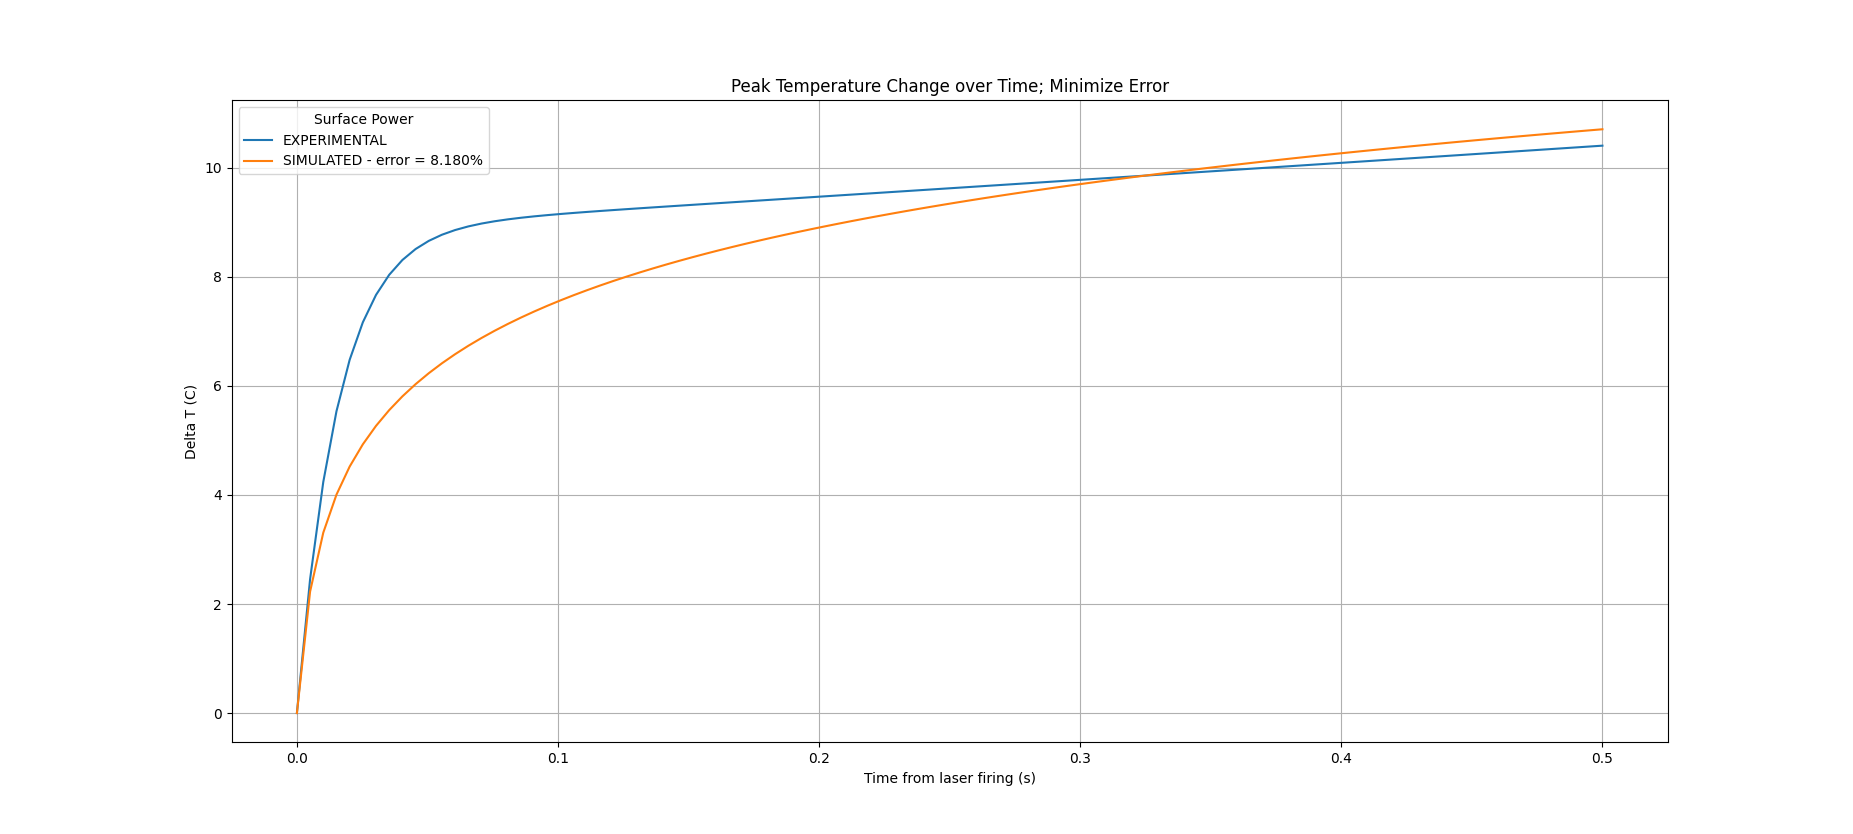 Peak Temperature Change over Time; Minimize Error
Surface Power
EXPERIMENTAL
SIMULATED - error = 8.180%
10
8
6
4
2
0
Delta T (C)
0.0 0.1 0.2 0.3 0.4 0.5
Time from laser firing (s)